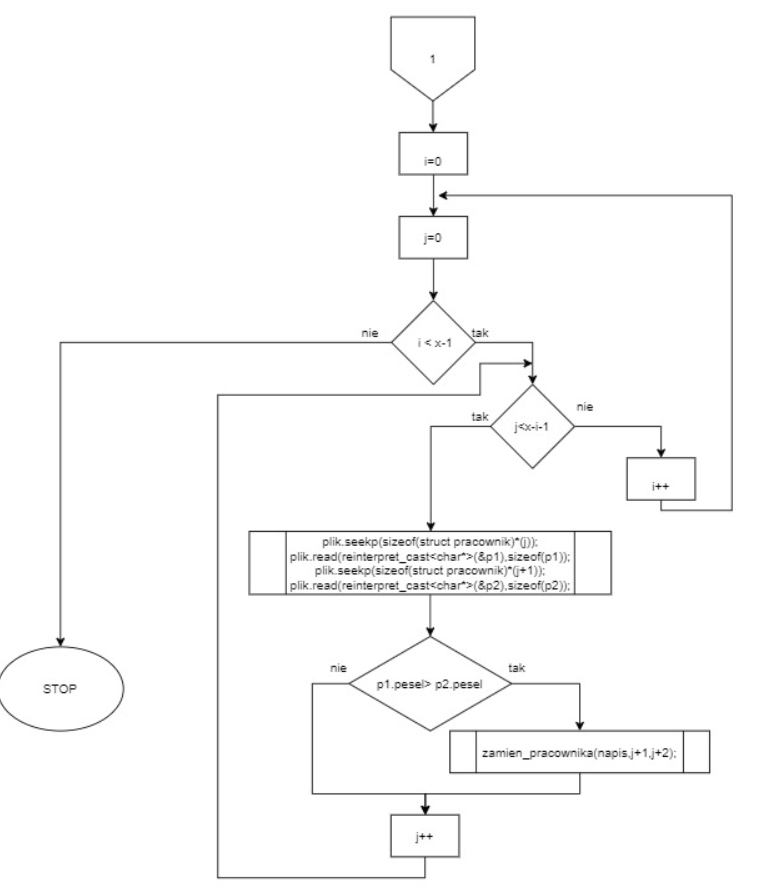 1
i=0
j=0
nie
i < x-1
tak
tak
j<x-i-1
nie
i++
plik.seekp(sizeof(struct pracownik)*(j));
plik.read(reinterpret_cast<char*>(&p1),sizeof(p1));
plik.seekp(sizeof(struct pracownik)*(j+1));
plik.read(reinterpret_cast<char*>(&p2),sizeof(p2));
STOP
nie
p1.pesel> p2.pesel
tak
zamien_pracownika(napis,j+1,j+2);
j++